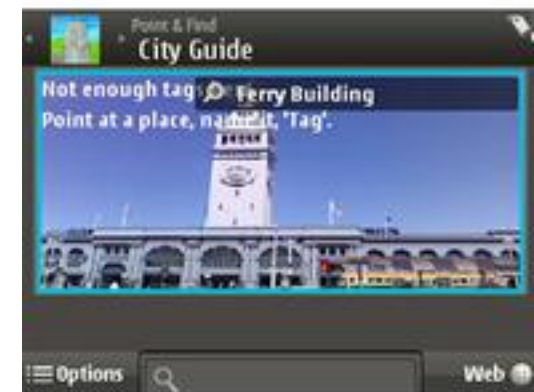 Point & Find
City Guide
Not enough tag
Ferry Building
Point at a place, name it, 'Tag'.
Options
Web